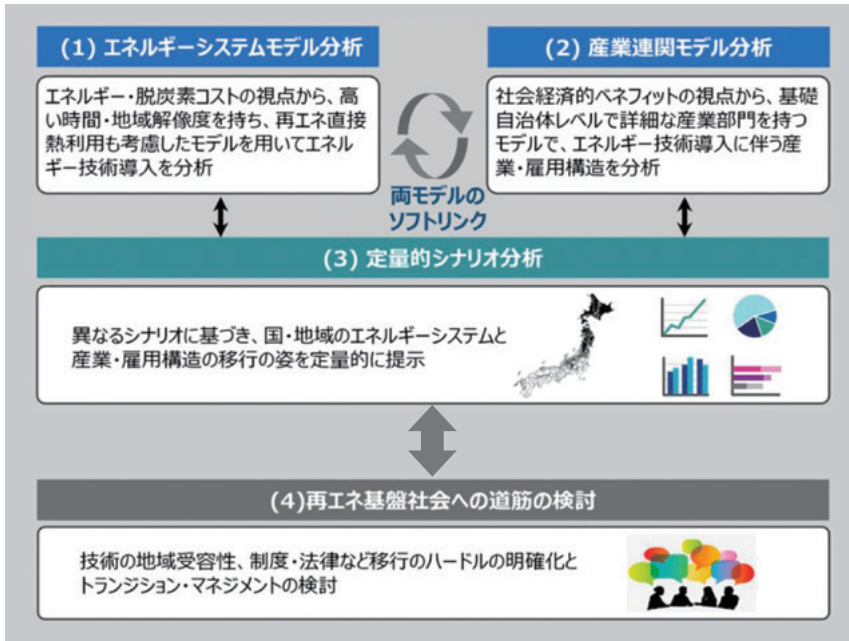 (1) エネルギーシステムモデル分析
エネルギー・脱炭素コストの視点から、高
い時間・地域解像度を持ち、再エネ直接
熱利用も考慮したモデルを用いてエネル
ギー技術導入を分析
両モデルの
ソフトリンク
(2) 産業連関モデル分析
社会経済的ベネフィットの視点から、基礎
自治体レベルで詳細な産業部門を持つ
モデルで、エネルギー技術導入に伴う産
業・雇用構造を分析
(3) 定量的シナリオ分析
異なるシナリオに基づき、国・地域のエネルギーシステムと
産業・雇用構造の移行の姿を定量的に提示
(4)再エネ基盤社会への道筋の検討
技術の地域受容性、制度・法律など移行のハードルの明確化と
トランジション・マネジメントの検討